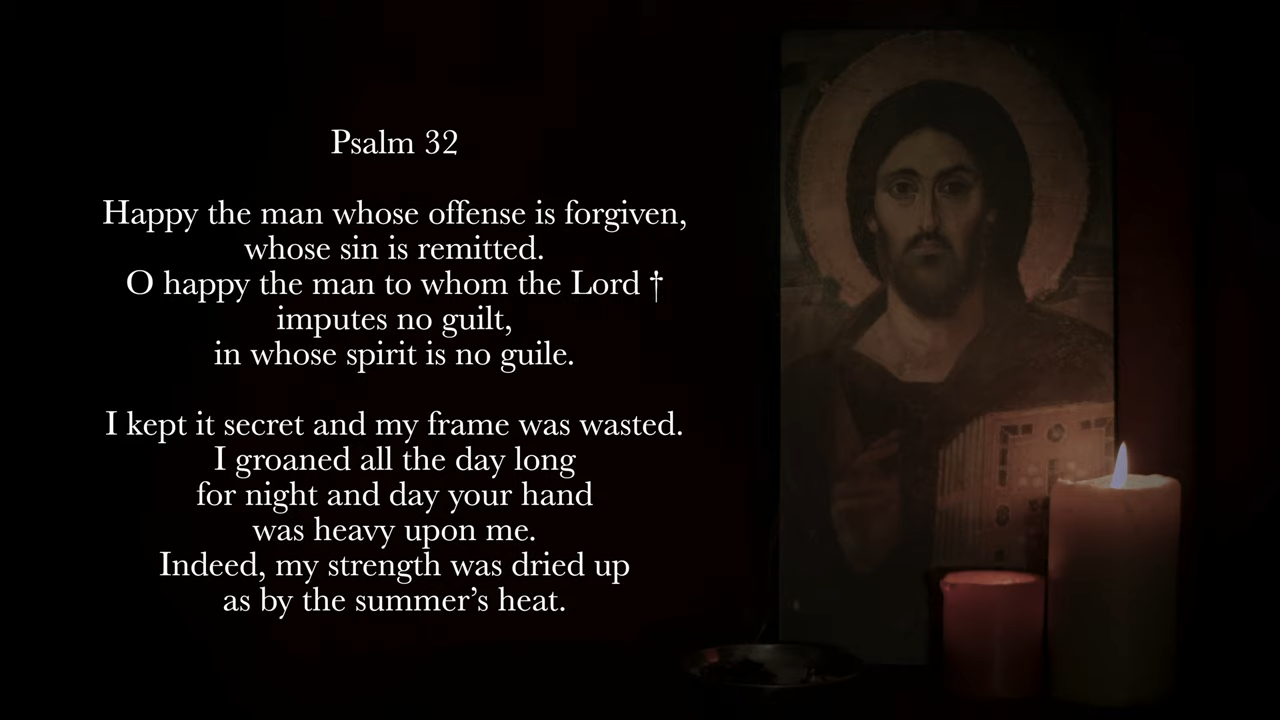 Psalm 32
Happy the man whose offense is forgiven,
whose sin is remitted.
O happy the man to whom the Lord †
imputes no guilt,
in whose spirit is no guile.
I kept it secret and my frame was wasted.
I groaned all the day long
for night and day your hand
was heavy upon me.
Indeed, my strength was dried up
as by the summer’s heat.